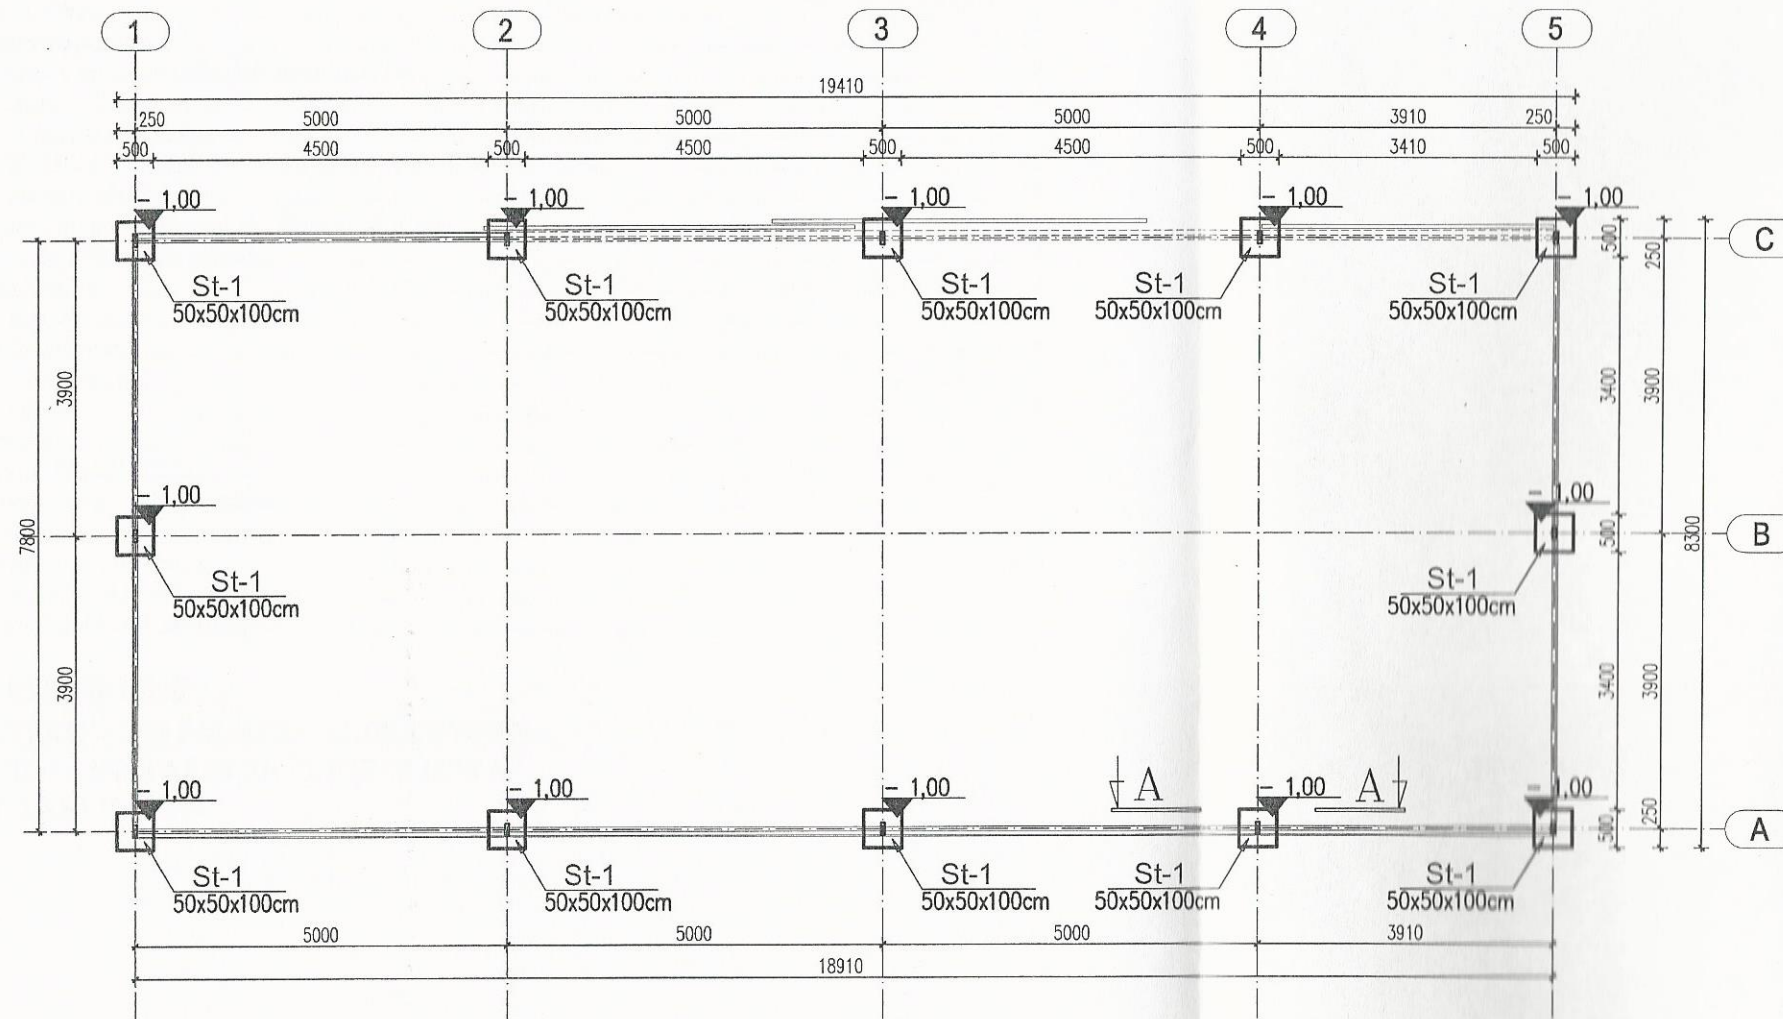 1 2 3 4 5
19410
250 5000 5000 5000 3910 250
500 4500 500 4500 500 4500 500 3410 500
– 1,00 – 1,00 – 1,00 – 1,00 – 1,00
C
500 250
St-1 St-1 St-1 St-1 St-1
50x50x100cm 50x50x100cm 50x50x100cm 50x50x100cm 50x50x100cm
3900 3400 3900
– 1,00 – 1,00
7800 500 8300 B
St-1 St-1
50x50x100cm 50x50x100cm
3900 3400 3900
– 1,00 – 1,00 – 1,00 A – 1,00 A – 1,00
500 250 A
St-1 St-1 St-1 St-1 St-1
50x50x100cm 50x50x100cm 50x50x100cm 50x50x100cm 50x50x100cm
5000 5000 5000 3910
18910